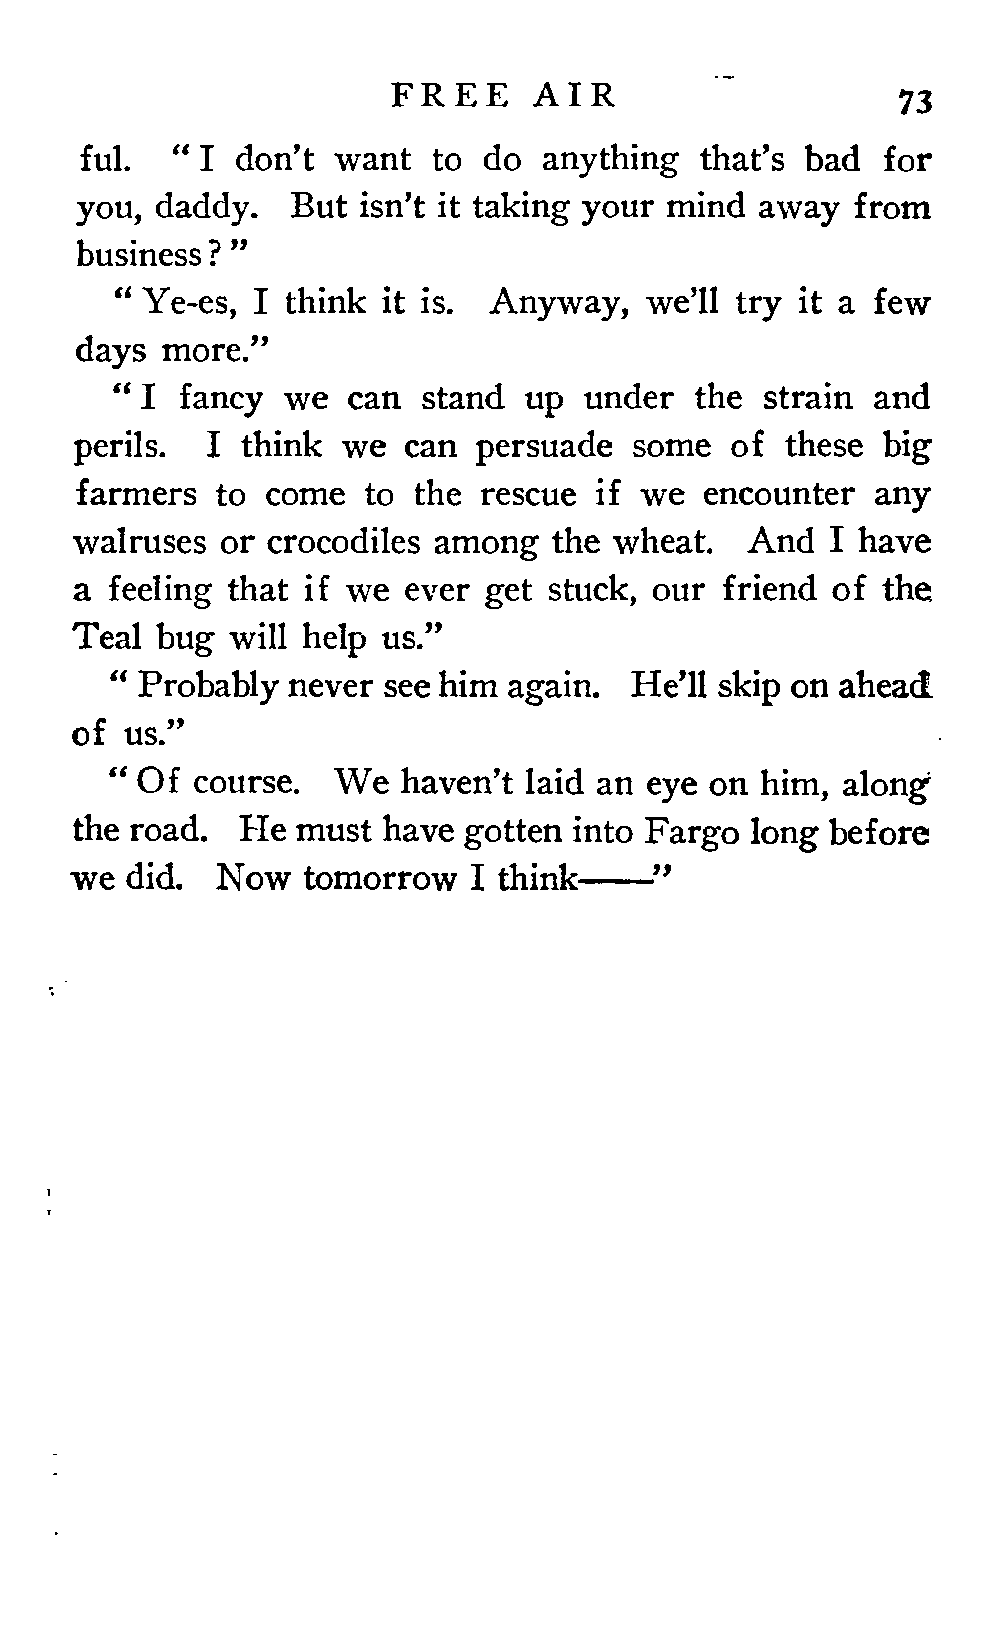 FREE AIR 73
ful. "I don't want to do anything that's bad for
you, daddy. But isn't it taking your mind away from
business?"
"Ye-es, I think it is. Anyway, we'll try it a few
days more."
"I fancy we can stand up under the strain and
perils. I think we can persuade some of these big
farmers to come to the rescue if we encounter any
walruses or crocodiles among the wheat. And I have
a feeling that if we ever get stuck, our friend of the
Teal bug will help us."
"Probably never see him again. He'll skip on ahead
of us."
"Of course. We haven't laid an eye on him, along
the road. He must have gotten into Fargo long before
we did. Now tomorrow I think——"